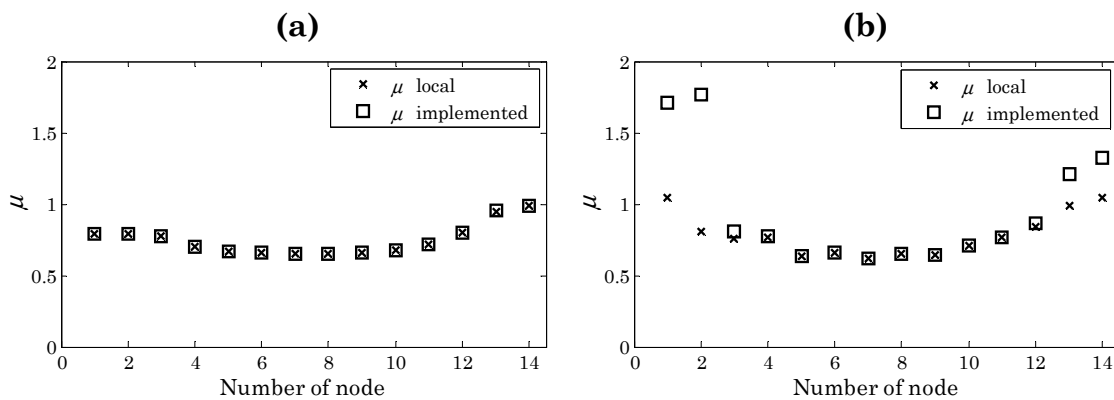 (a)
2
1.5
1
0.5
0
μ
0 2 4 6 8 10 12 14
Number of node
μ local
μ implemented
(b)
2
1.5
1
0.5
0
μ
0 2 4 6 8 10 12 14
Number of node
μ local
μ implemented